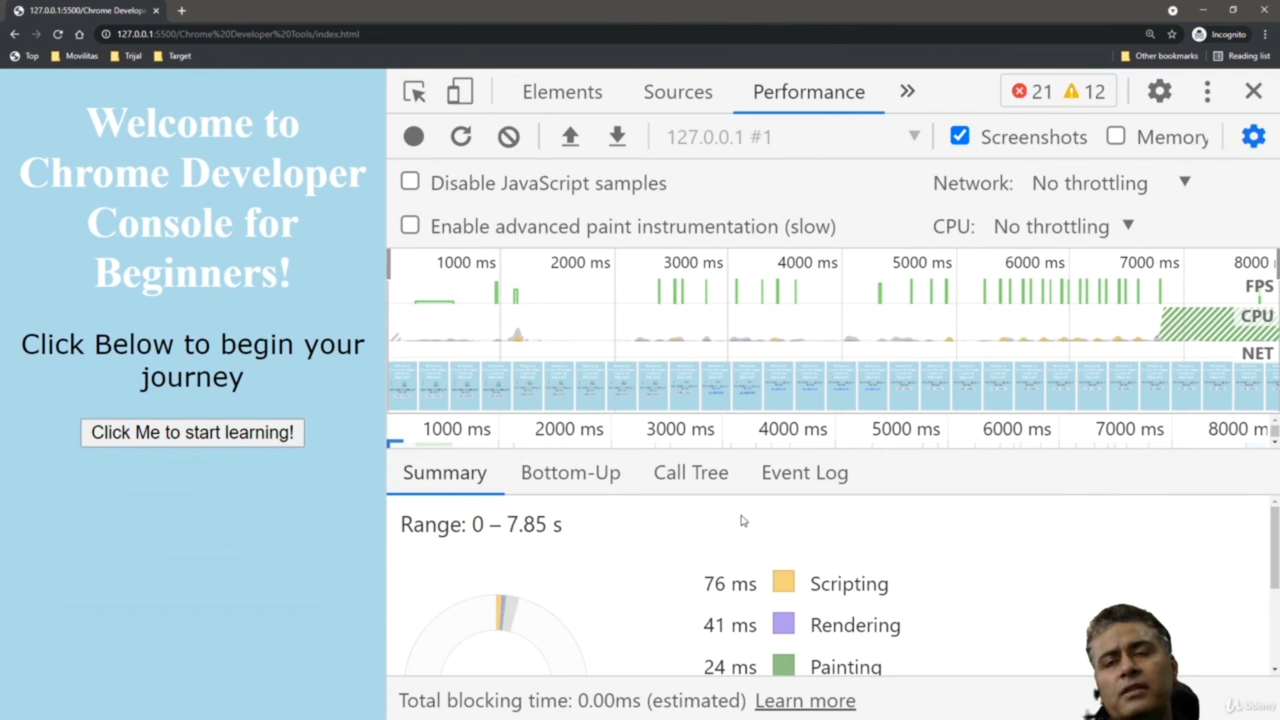 127.0.0.1:5500/Chrome Develop
127.0.0.1:5500/Chrome%20Developer%20Tools/index.html
Incognito
Top Movilitas Trijal Target Other bookmarks Reading list
Welcome to
Chrome Developer
Console for
Beginners!
Click Below to begin your
journey
Click Me to start learning!
Elements Sources Performance » 21 12
127.0.0.1 #1 Screenshots Memory
Disable JavaScript samples Network: No throttling
Enable advanced paint instrumentation (slow) CPU: No throttling
1000 ms 2000 ms 3000 ms 4000 ms 5000 ms 6000 ms 7000 ms 8000
FPS
CPU
NET
1000 ms 2000 ms 3000 ms 4000 ms 5000 ms 6000 ms 7000 ms 8000 m
Summary Bottom-Up Call Tree Event Log
Range: 0 – 7.85 s
76 ms Scripting
41 ms Rendering
24 ms Painting
Total blocking time: 0.00ms (estimated) Learn more
Udemy